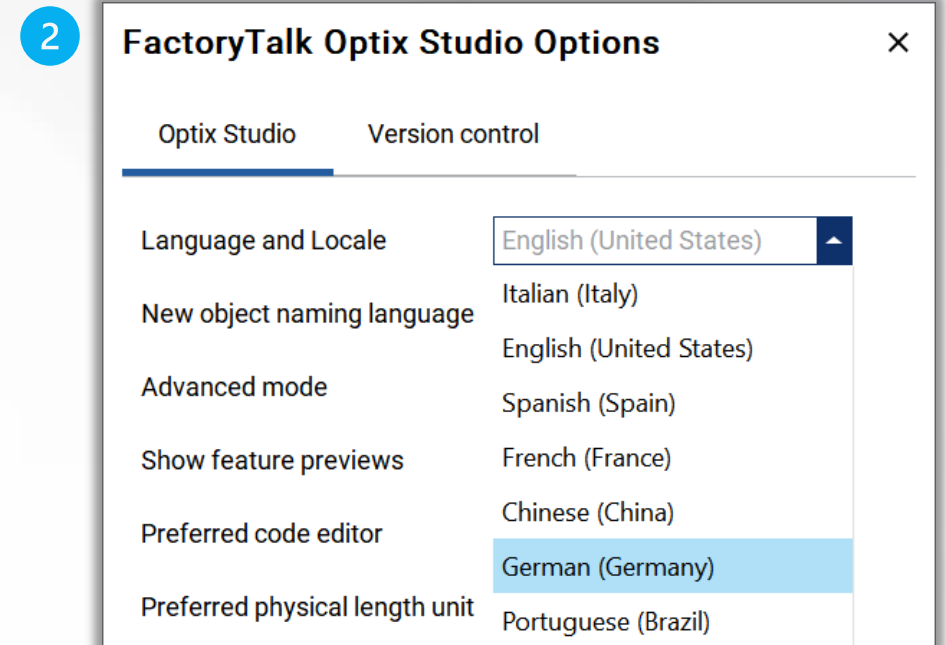 2
FactoryTalk Optix Studio Options
Optix Studio
Version control
Language and Locale
English (United States)
Italian (Italy)
New object naming language
English (United States)
Advanced mode
Spanish (Spain)
Show feature previews
French (France)
Chinese (China)
Preferred code editor
German (Germany)
Preferred physical length unit
Portuguese (Brazil)